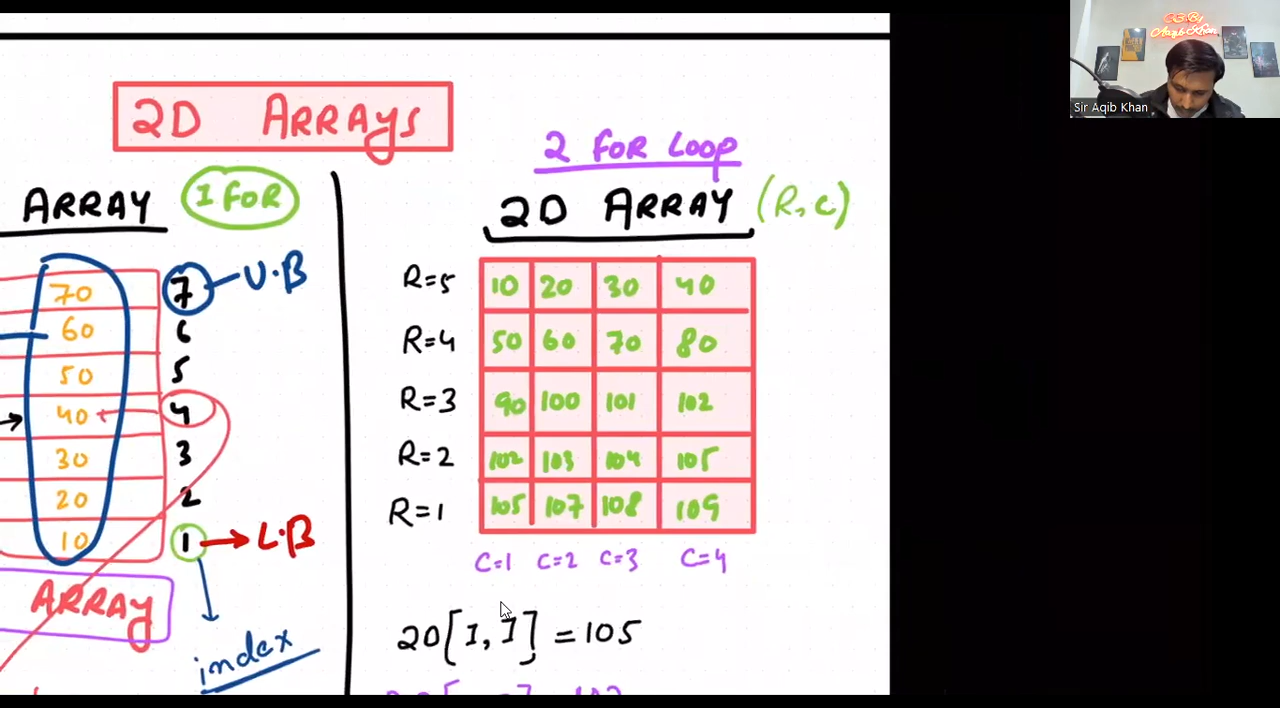 C.S By
Aaqib Khan
Sir Aqib Khan
2D ARRAYS
ARRAY
1 FOR
70 7 U.B
60 6
50 5
40 4
30 3
20 2
10 1 L.B
ARRAY
index
2 FOR LOOP
2D ARRAY (R, C)
R=5 10 20 30 40
R=4 50 60 70 80
R=3 90 100 101 102
R=2 102 103 104 105
R=1 105 107 108 109
C=1 C=2 C=3 C=4
2D[1, 1] = 105